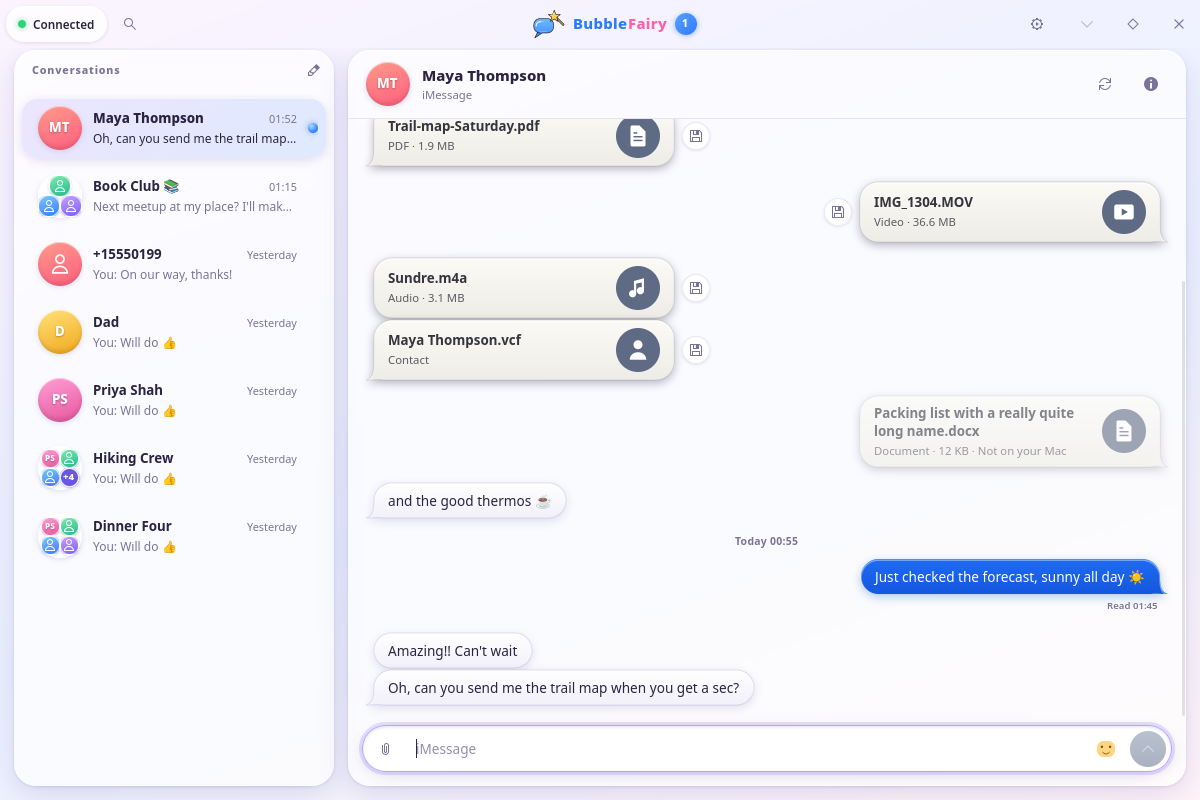 Connected
BubbleFairy 1
Conversations
MT
Maya Thompson
01:52
Oh, can you send me the trail map...
Book Club 📚
01:15
Next meetup at my place? I'll mak...
+15550199
Yesterday
You: On our way, thanks!
D
Dad
Yesterday
You: Will do 👍
PS
Priya Shah
Yesterday
You: Will do 👍
PS
+4
Hiking Crew
Yesterday
You: Will do 👍
PS
Dinner Four
Yesterday
You: Will do 👍
MT
Maya Thompson
iMessage
Trail-map-Saturday.pdf
PDF · 1.9 MB
IMG_1304.MOV
Video · 36.6 MB
Sundre.m4a
Audio · 3.1 MB
Maya Thompson.vcf
Contact
Packing list with a really quite
long name.docx
Document · 12 KB · Not on your Mac
and the good thermos ☕
Today 00:55
Just checked the forecast, sunny all day ☀️
Read 01:45
Amazing!! Can't wait
Oh, can you send me the trail map when you get a sec?
iMessage